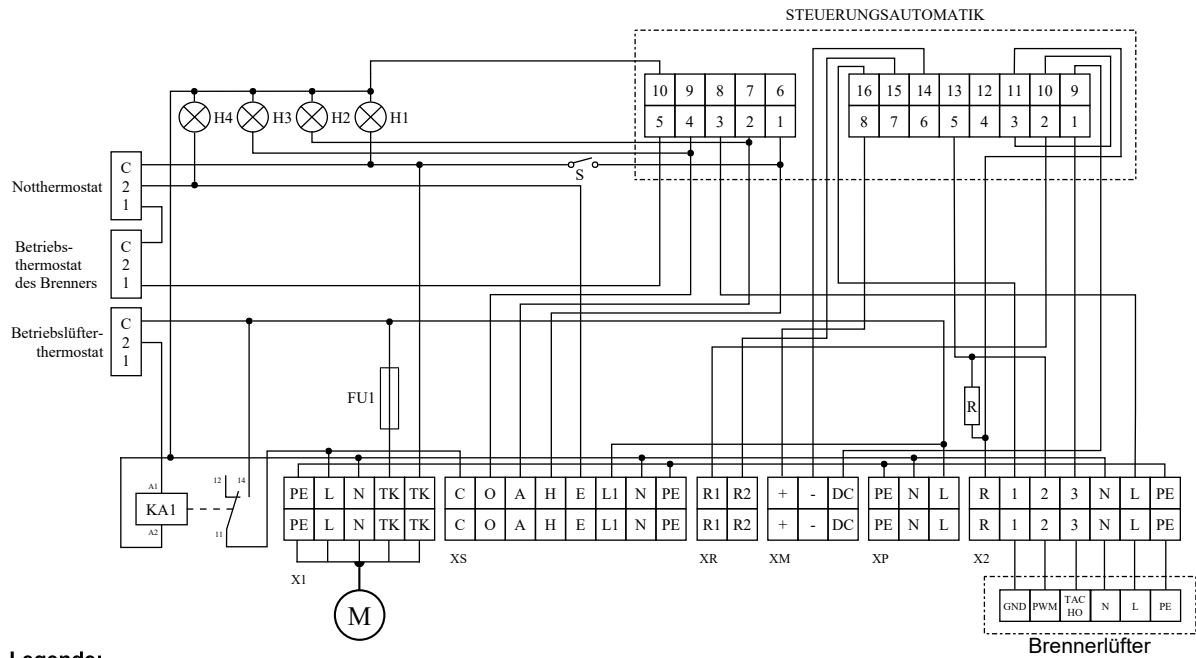 STEUERUNGSAUTOMATIK
10 9 8 7 6
5 4 3 2 1
16 15 14 13 12 11 10 9
8 7 6 5 4 3 2 1
H4 H3 H2 H1
S
Notthermostat
C
2
1
Betriebs-
thermostat
des Brenners
C
2
1
Betriebslüfter-
thermostat
C
2
1
FU1
R
A1
KA1
A2
12 14
11
PE L N TK TK
PE L N TK TK
X1
M
C O A H E L1 N PE
C O A H E L1 N PE
XS
R1 R2
R1 R2
XR
+ - DC
+ - DC
XM
PE N L
PE N L
XP
R 1 2 3 N L PE
R 1 2 3 N L PE
X2
GND PWM TAC
HO N L PE
Brennerlüfter